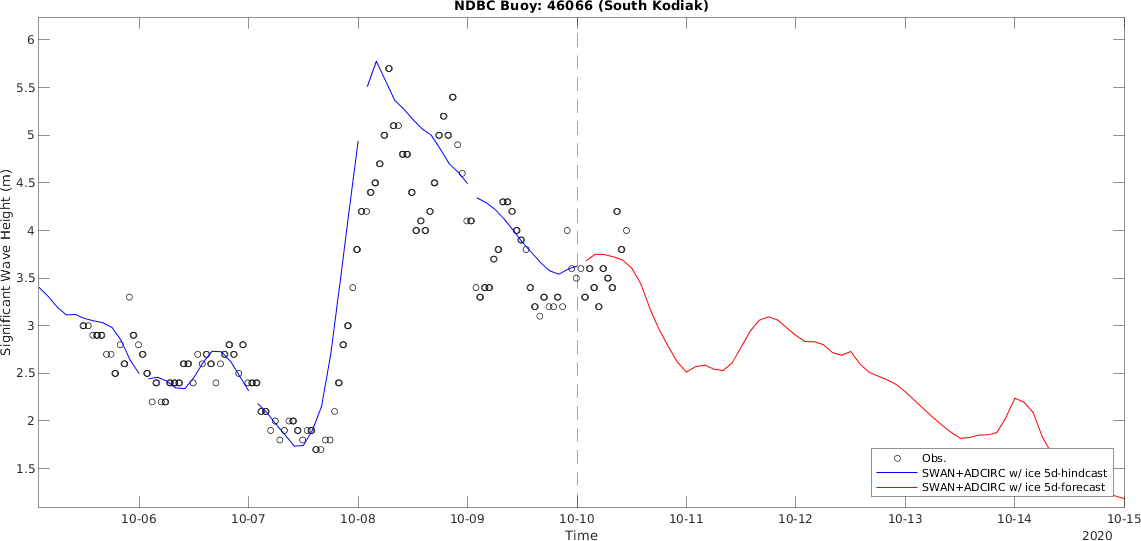 NDBC Buoy: 46066 (South Kodiak)
Significant Wave Height (m)
6
5.5
5
4.5
4
3.5
3
2.5
2
1.5
Obs.
SWAN+ADCIRC w/ ice 5d-hindcast
SWAN+ADCIRC w/ ice 5d-forecast
10-06 10-07 10-08 10-09 10-10 10-11 10-12 10-13 10-14 10-15
Time
2020